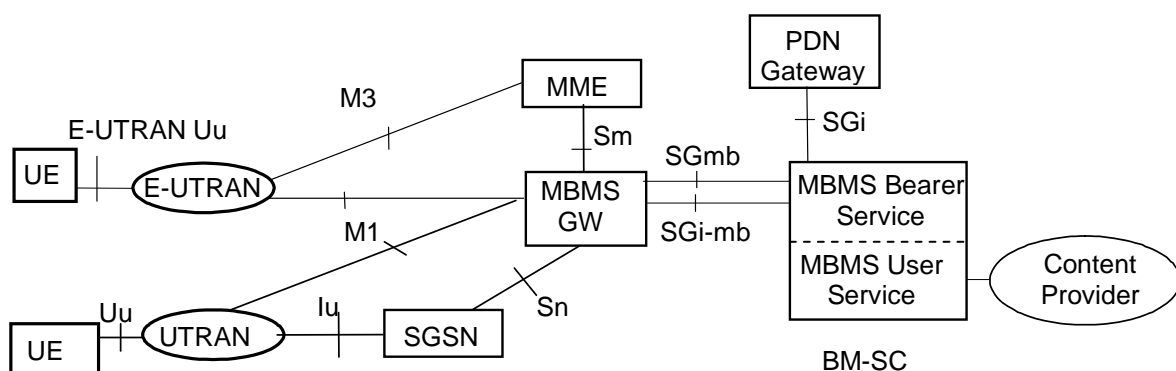 PDN
Gateway
MME
M3
SGi
E-UTRAN Uu
Sm
SGmb
UE
E-UTRAN
MBMS
GW
MBMS Bearer
Service
M1
SGi-mb
MBMS User
Service
Content
Provider
Uu
Iu
Sn
UE
UTRAN
SGSN
BM-SC